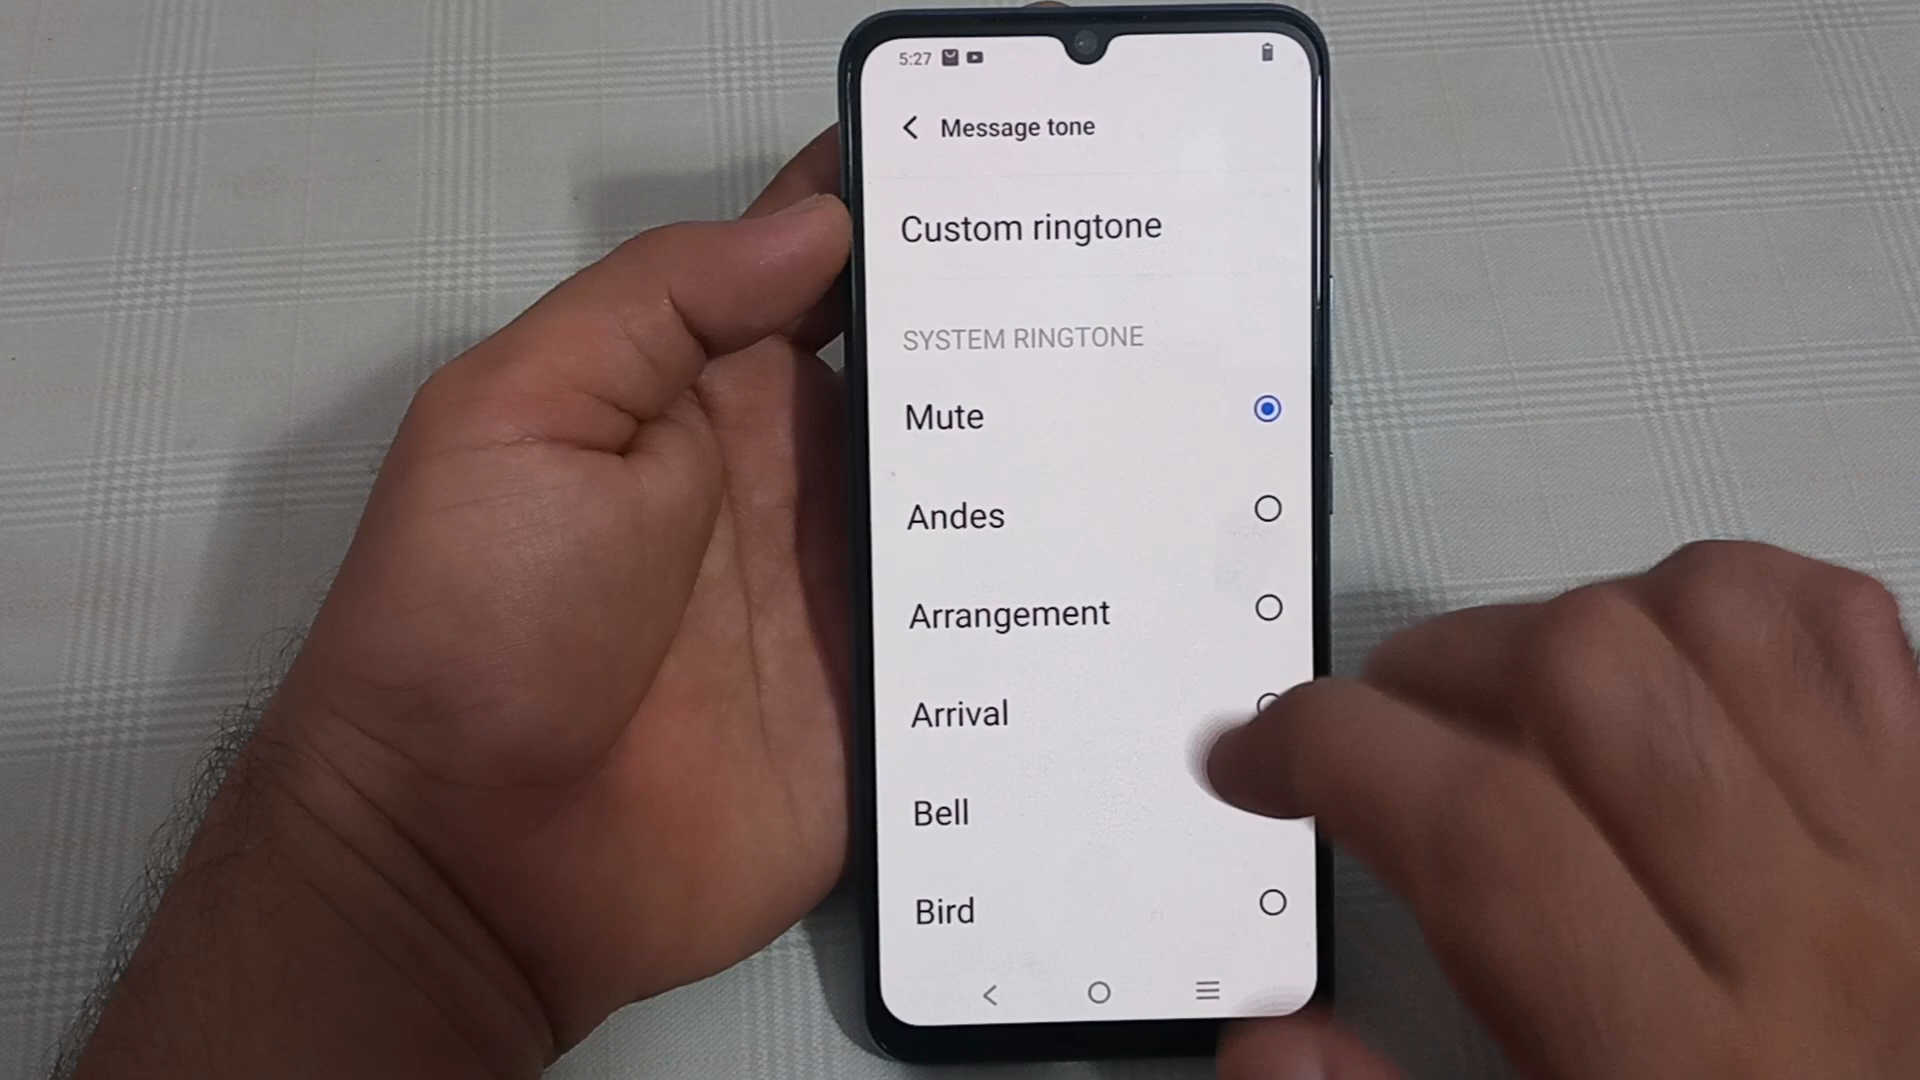 5:27
Message tone
Custom ringtone
SYSTEM RINGTONE
Mute
Andes
Arrangement
Arrival
Bell
Bird